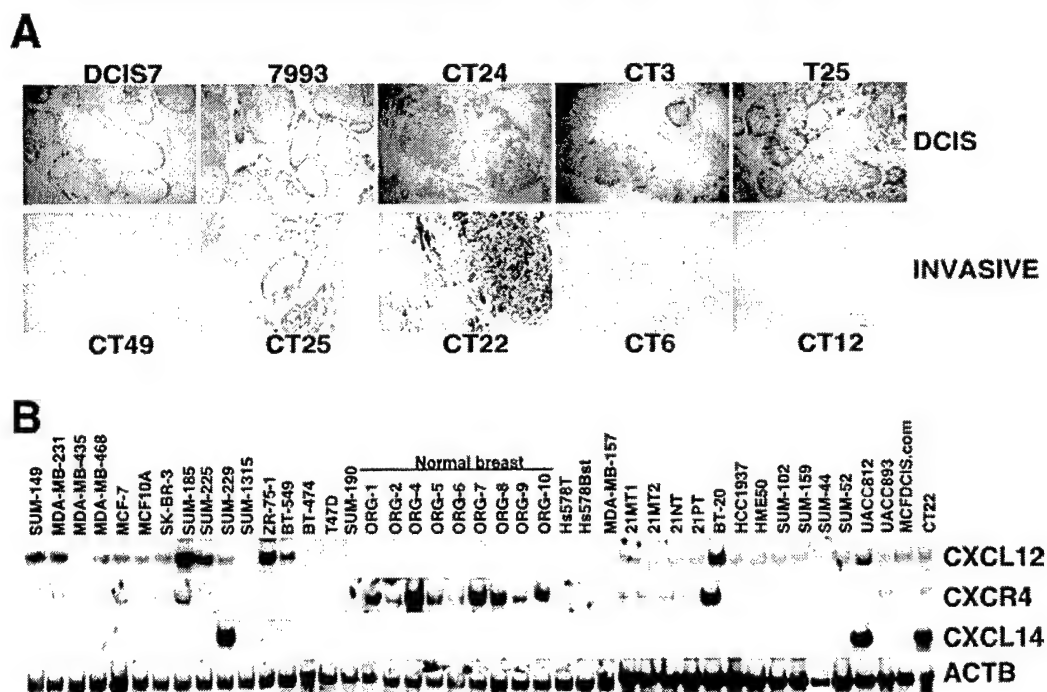 A
DCIS7 7993 CT24 CT3 T25
DCIS
INVASIVE
CT49 CT25 CT22 CT6 CT12
B
SUM-149
MDA-MB-231
MDA-MB-435
MDA-MB-468
MCF-7
MCF10A
SK-BR-3
SUM-185
SUM-225
SUM-229
SUM-1315
ZR-75-1
BT-549
BT-474
T47D
SUM-190
Normal breast
ORG-1
ORG-2
ORG-4
ORG-5
ORG-6
ORG-7
ORG-8
ORG-9
ORG-10
Hs578T
Hs578Bst
MDA-MB-157
21MT1
21MT2
21NT
21PT
BT-20
HCC1937
HME50
SUM-102
SUM-159
SUM-44
SUM-52
UACC812
UACC893
MCFDCIS.com
CT22
CXCL12
CXCR4
CXCL14
ACTB